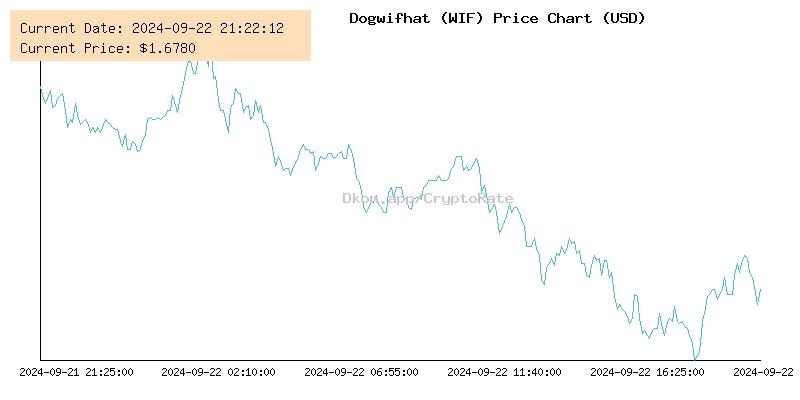 Dogwifhat (WIF) Price Chart (USD)
Current Date: 2024-09-22 21:22:12
Current Price: $1.6780
Dkon.app/CryptoRate
2024-09-21 21:25:00
2024-09-22 02:10:00
2024-09-22 06:55:00
2024-09-22 11:40:00
2024-09-22 16:25:00
2024-09-22